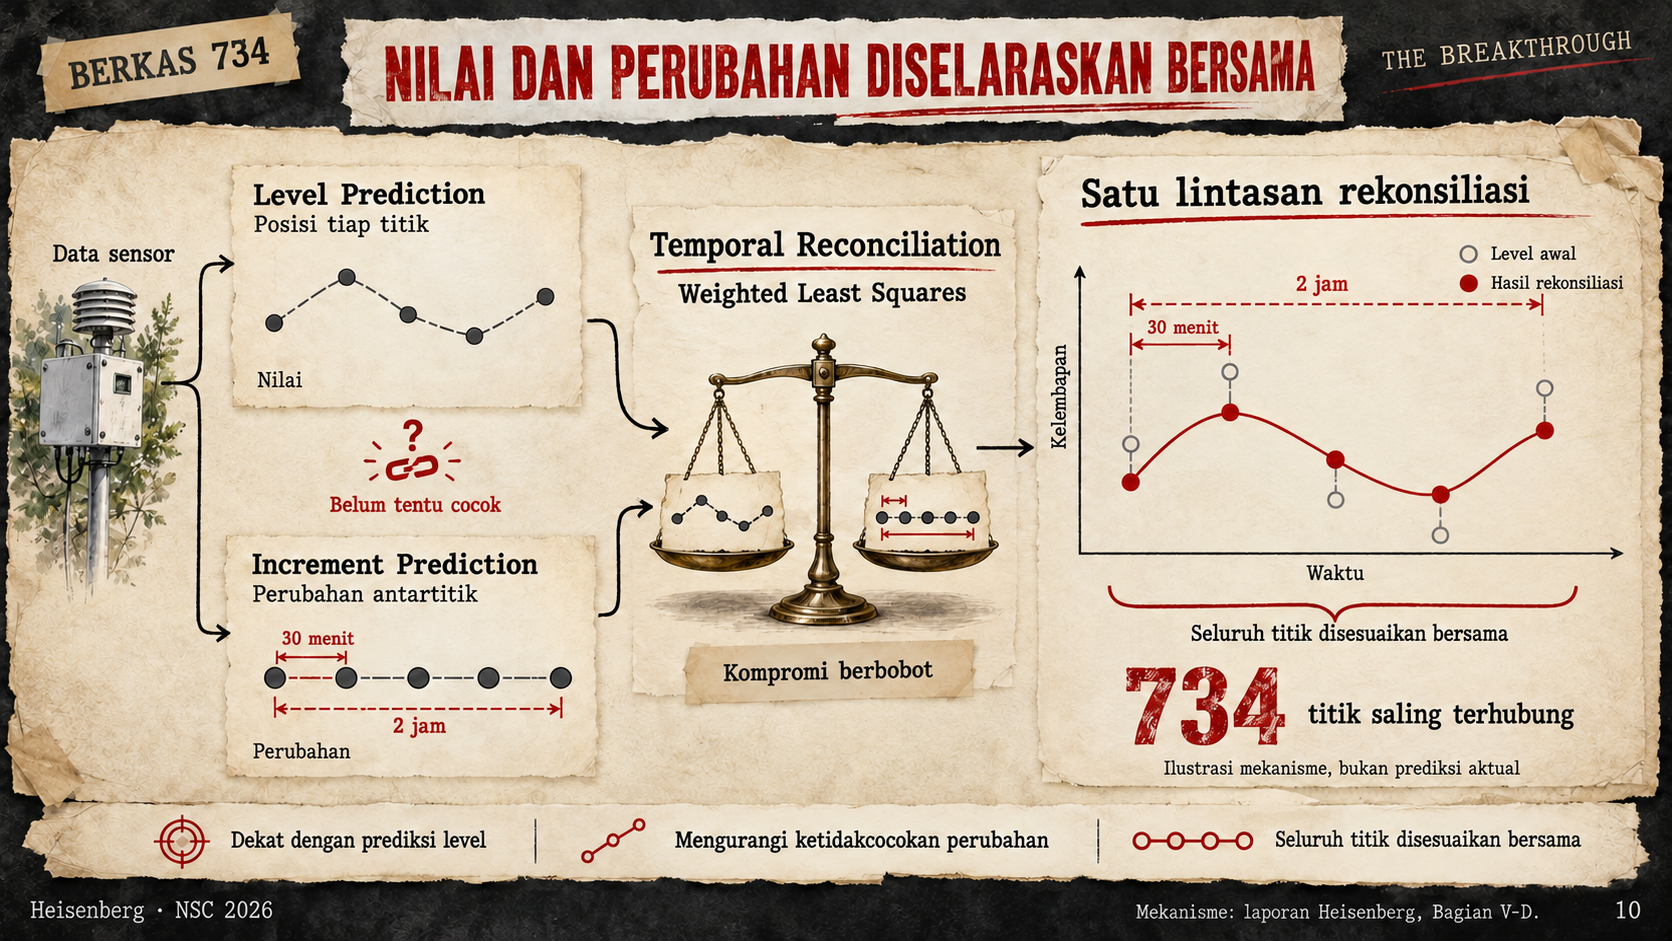 BERKAS 734
NILAI DAN PERUBAHAN DISELARASKAN BERSAMA
THE BREAKTHROUGH
Data sensor
Level Prediction
Posisi tiap titik
Nilai
?
Belum tentu cocok
Increment Prediction
Perubahan antartitik
30 menit
2 jam
Perubahan
Temporal Reconciliation
Weighted Least Squares
Kompromi berbobot
Satu lintasan rekonsiliasi
Level awal
Hasil rekonsiliasi
2 jam
30 menit
Kelembapan
Waktu
Seluruh titik disesuaikan bersama
734 titik saling terhubung
Ilustrasi mekanisme, bukan prediksi aktual
Dekat dengan prediksi level
Mengurangi ketidakcocokan perubahan
Seluruh titik disesuaikan bersama
Heisenberg · NSC 2026
Mekanisme: laporan Heisenberg, Bagian V-D.
10